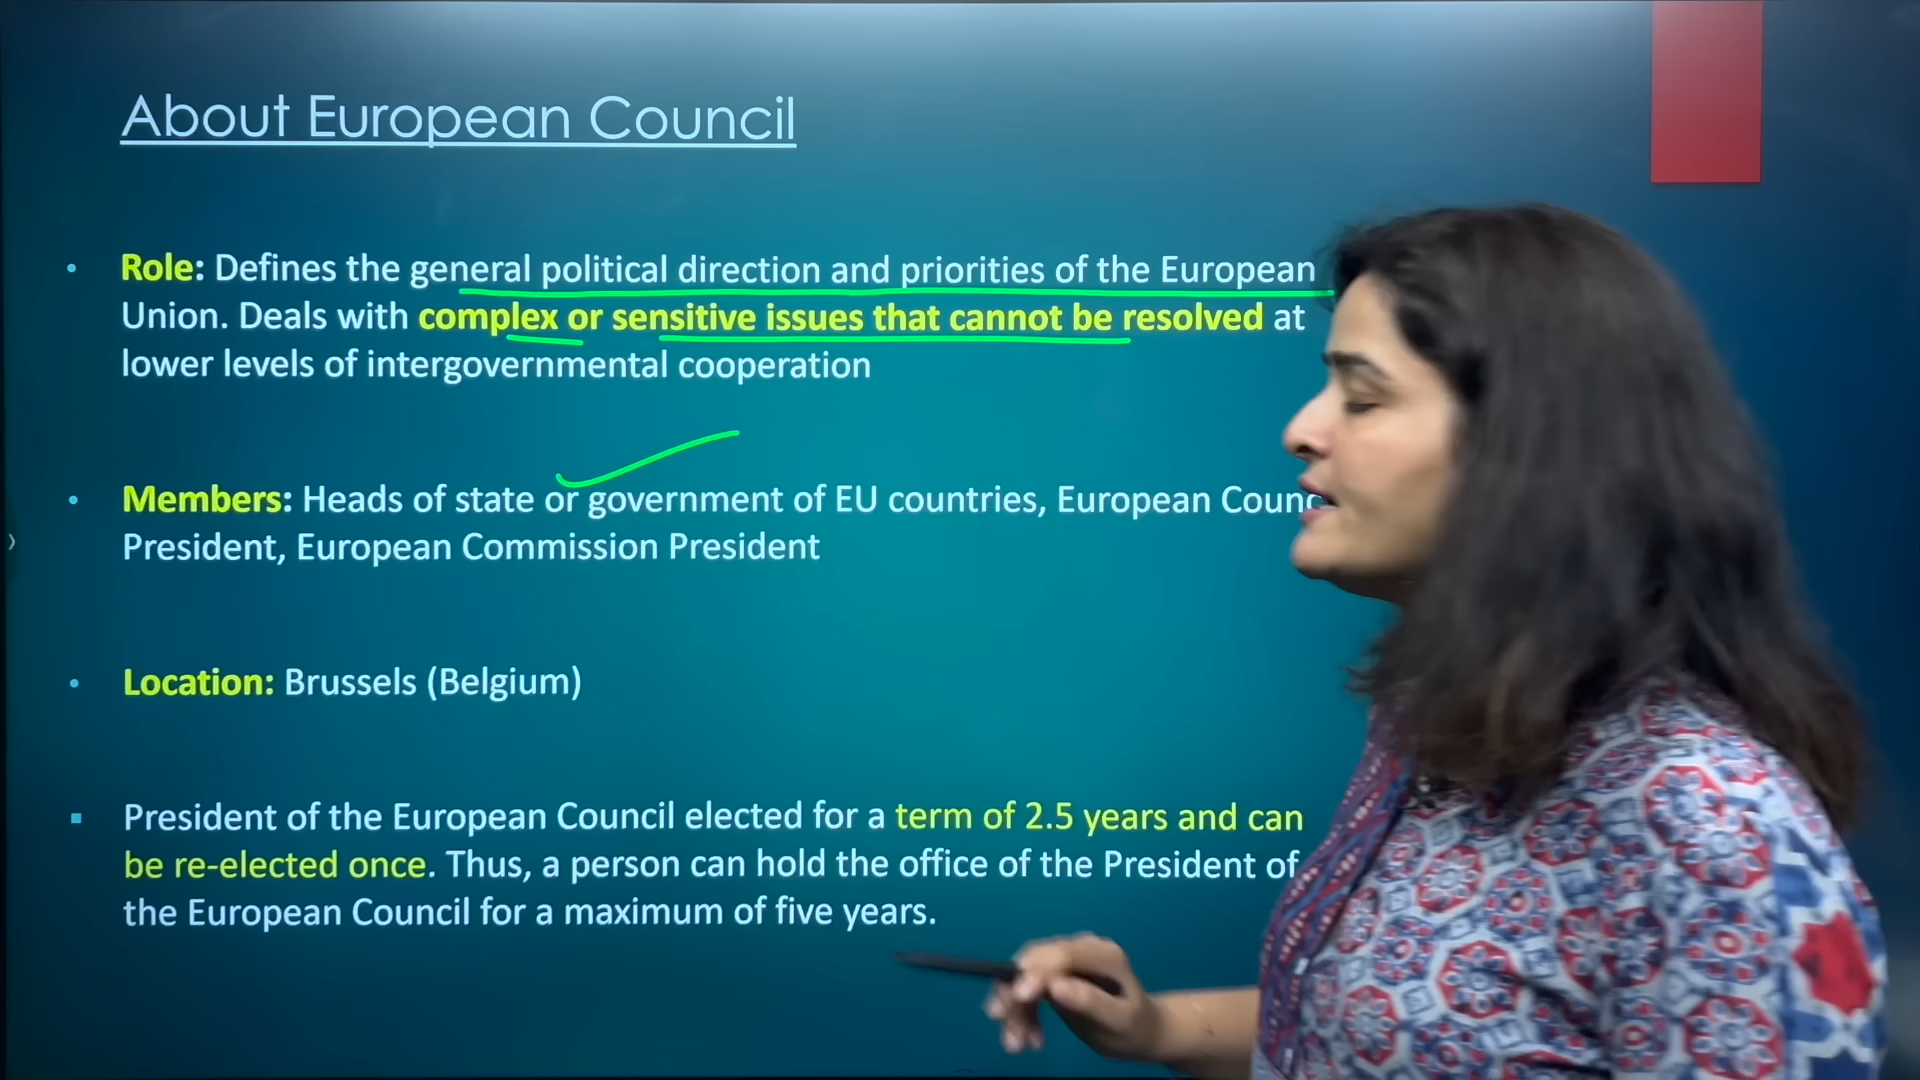 About European Council
• Role: Defines the general political direction and priorities of the European
Union. Deals with complex or sensitive issues that cannot be resolved at
lower levels of intergovernmental cooperation
• Members: Heads of state or government of EU countries, European
President, European Commission President
• Location: Brussels (Belgium)
▪ President of the European Council elected for a term of 2.5 years and can
be re-elected once. Thus, a person can hold the office of the President of
the European Council for a maximum of five years.